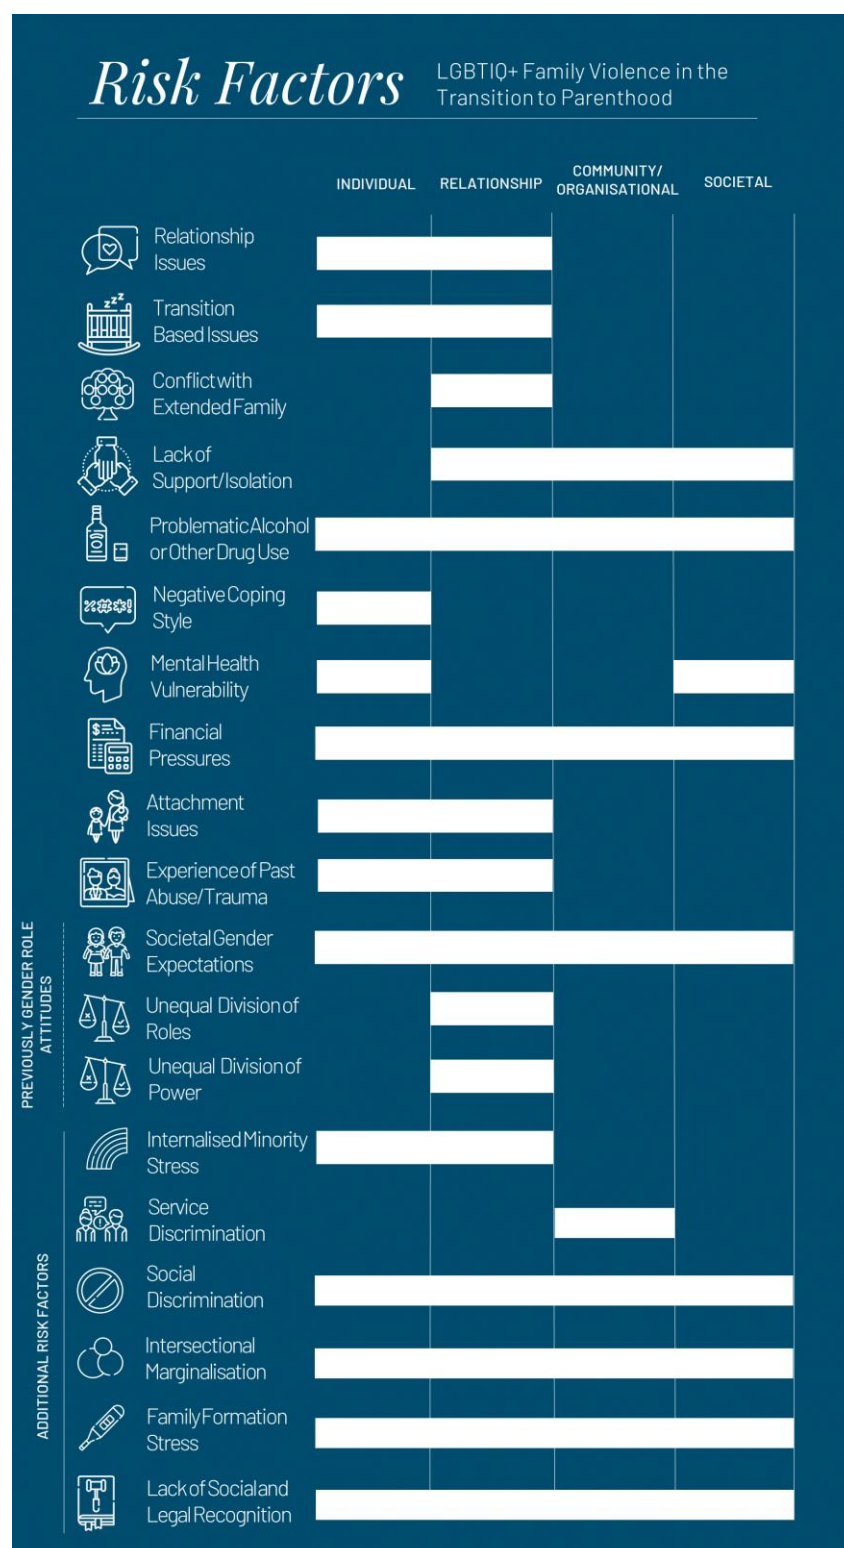 Risk Factors
LGBTIQ+ Family Violence in the
Transition to Parenthood
INDIVIDUAL
RELATIONSHIP
COMMUNITY/
ORGANISATIONAL
SOCIETAL
Relationship
Issues
zzz
Transition
Based Issues
Conflict with
Extended Family
Lack of
Support/Isolation
Problematic Alcohol
or Other Drug Use
%#*!
Negative Coping
Style
Mental Health
Vulnerability
$
Financial
Pressures
Attachment
Issues
Experience of Past
Abuse/Trauma
PREVIOUSLY GENDER ROLE
ATTITUDES
Societal Gender
Expectations
Unequal Division of
Roles
Unequal Division of
Power
ADDITIONAL RISK FACTORS
Internalised Minority
Stress
Service
Discrimination
Social
Discrimination
Intersectional
Marginalisation
Family Formation
Stress
Lack of Social and
Legal Recognition